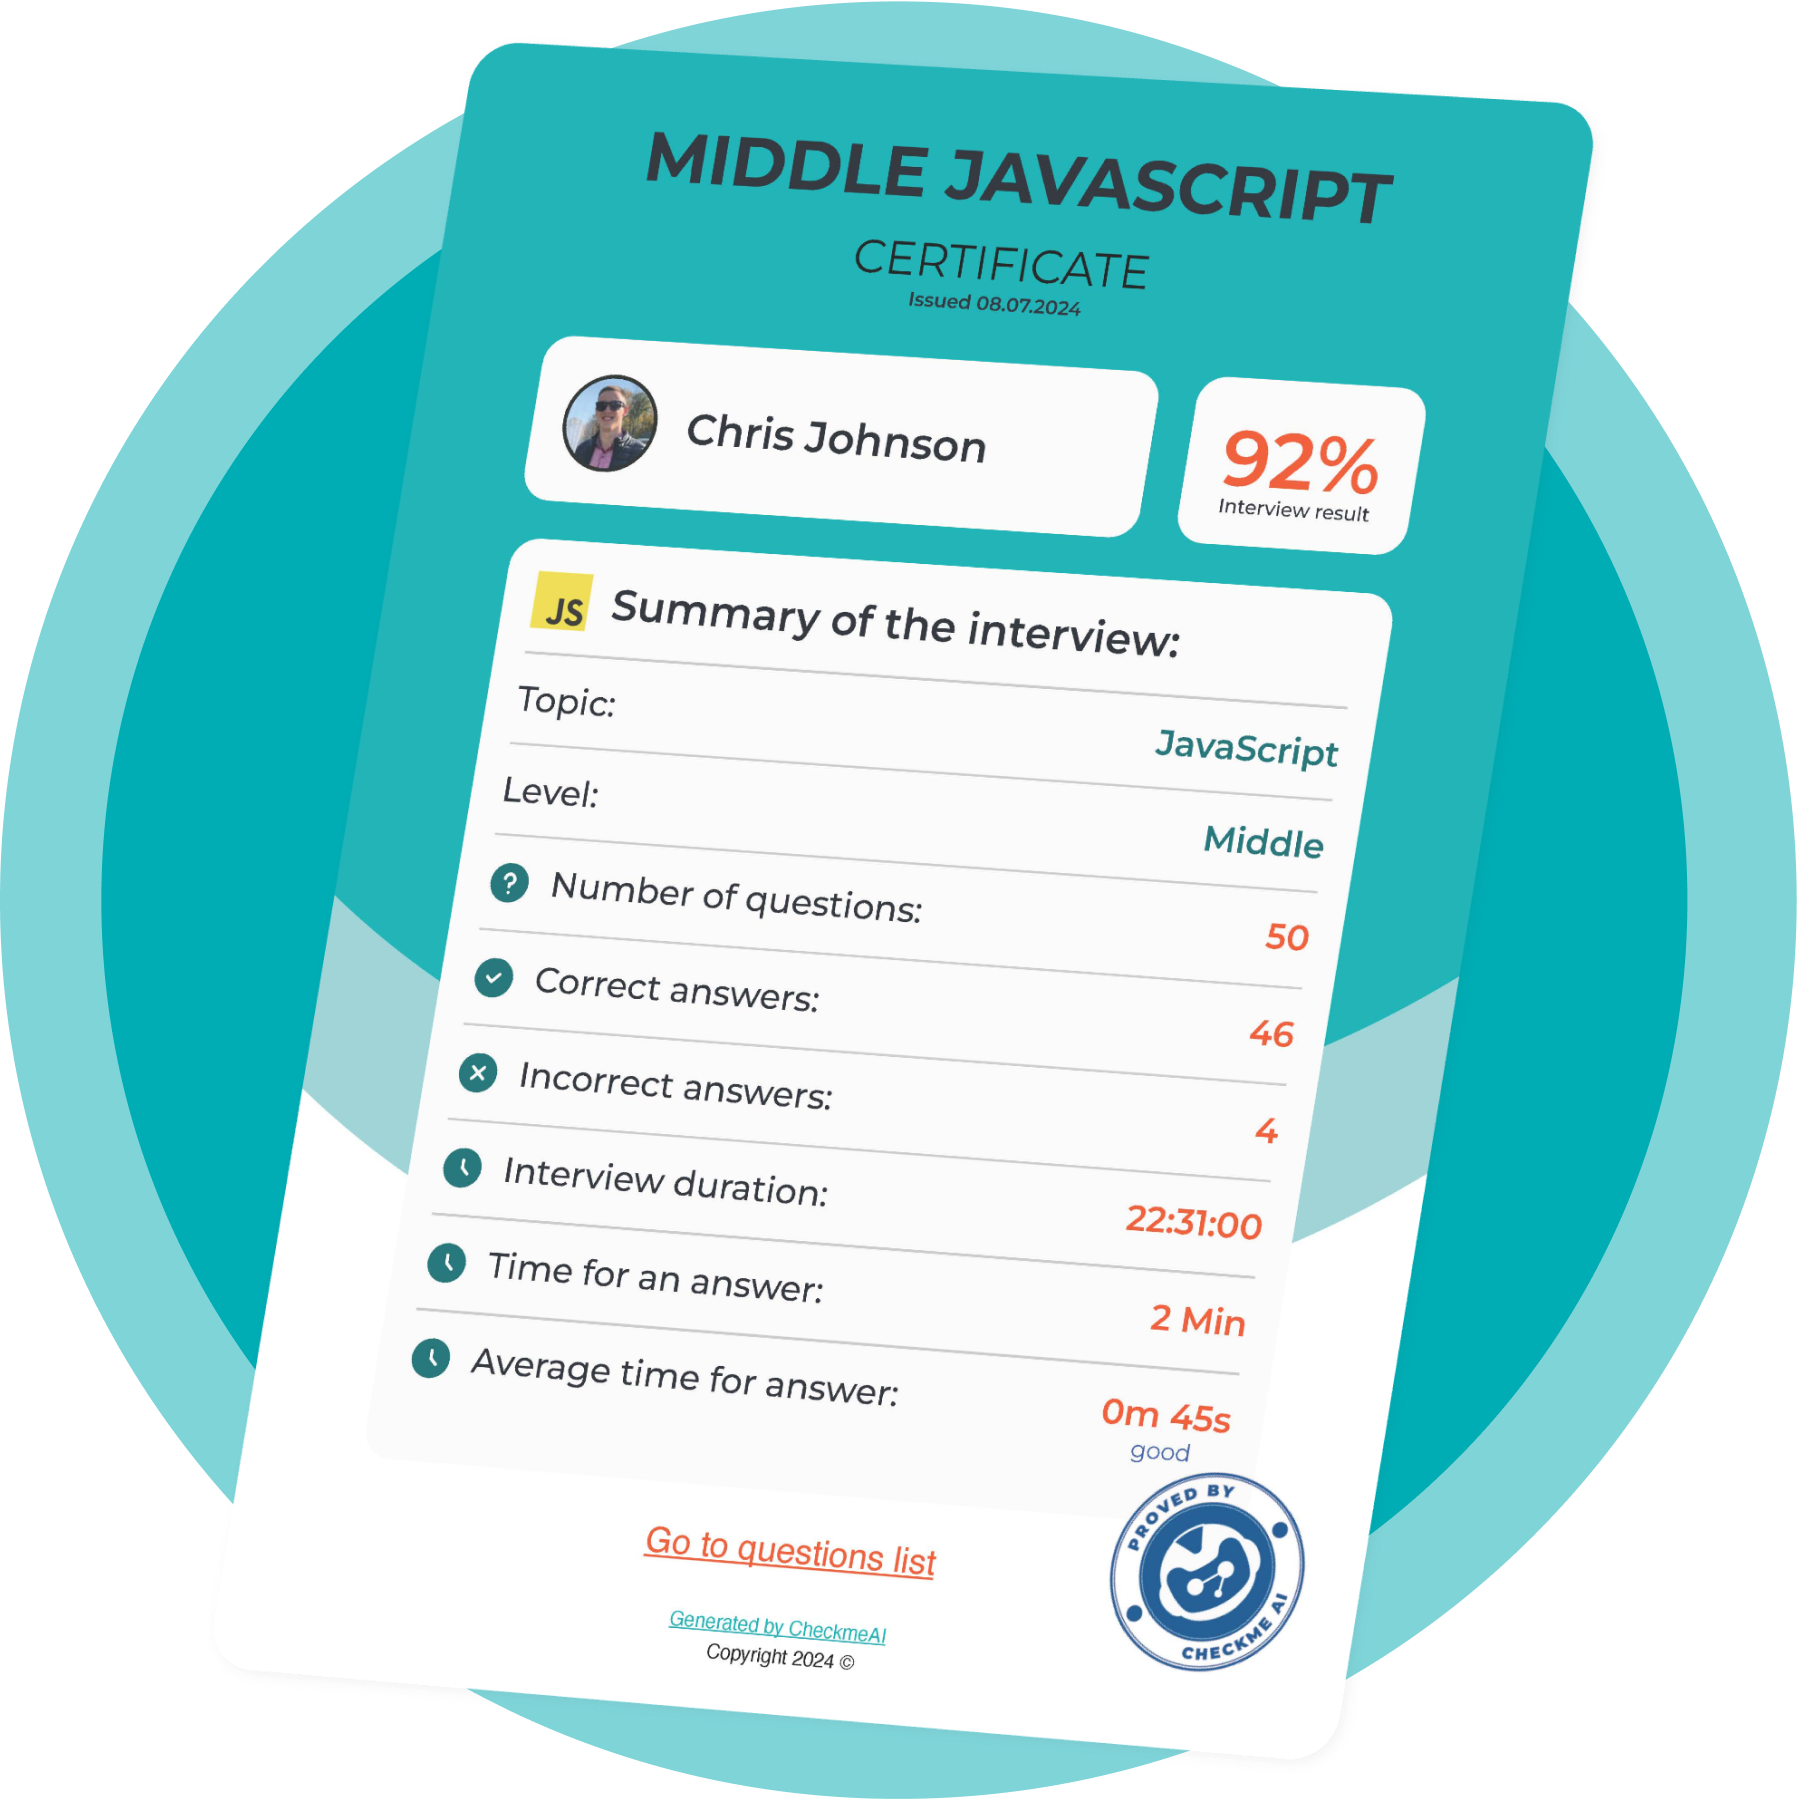 MIDDLE JAVASCRIPT
CERTIFICATE
Issued 08.07.2024
Chris Johnson
92%
Interview result
JS
Summary of the interview:
Topic:
JavaScript
Level:
Middle
?
Number of questions:
50
Correct answers:
46
Incorrect answers:
4
Interview duration:
22:31:00
Time for an answer:
2 Min
Average time for answer:
0m 45s
good
Go to questions list
Generated by CheckmeAI
Copyright 2024 ©
PROVED BY
CHECKME AI